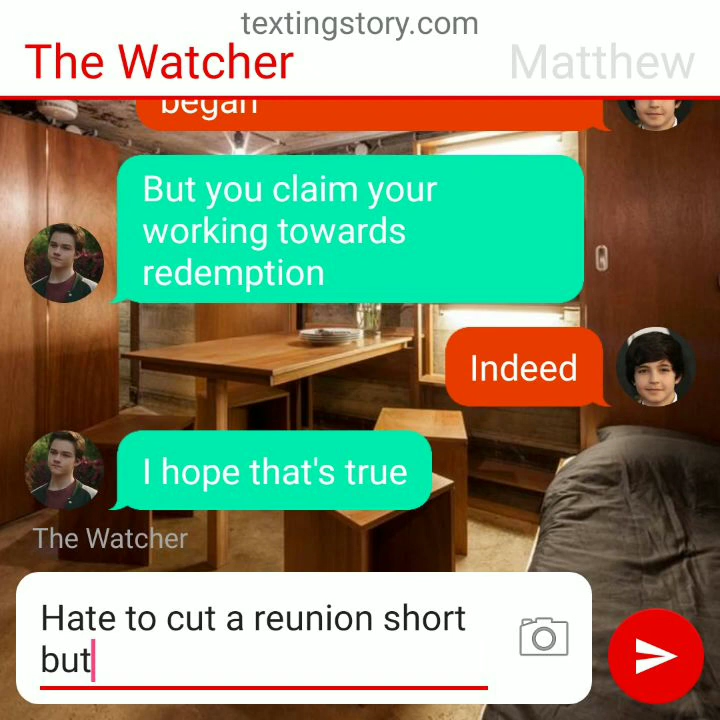 textingstory.com
The Watcher
Matthew
began
But you claim your
working towards
redemption
Indeed
I hope that's true
The Watcher
Hate to cut a reunion short
but